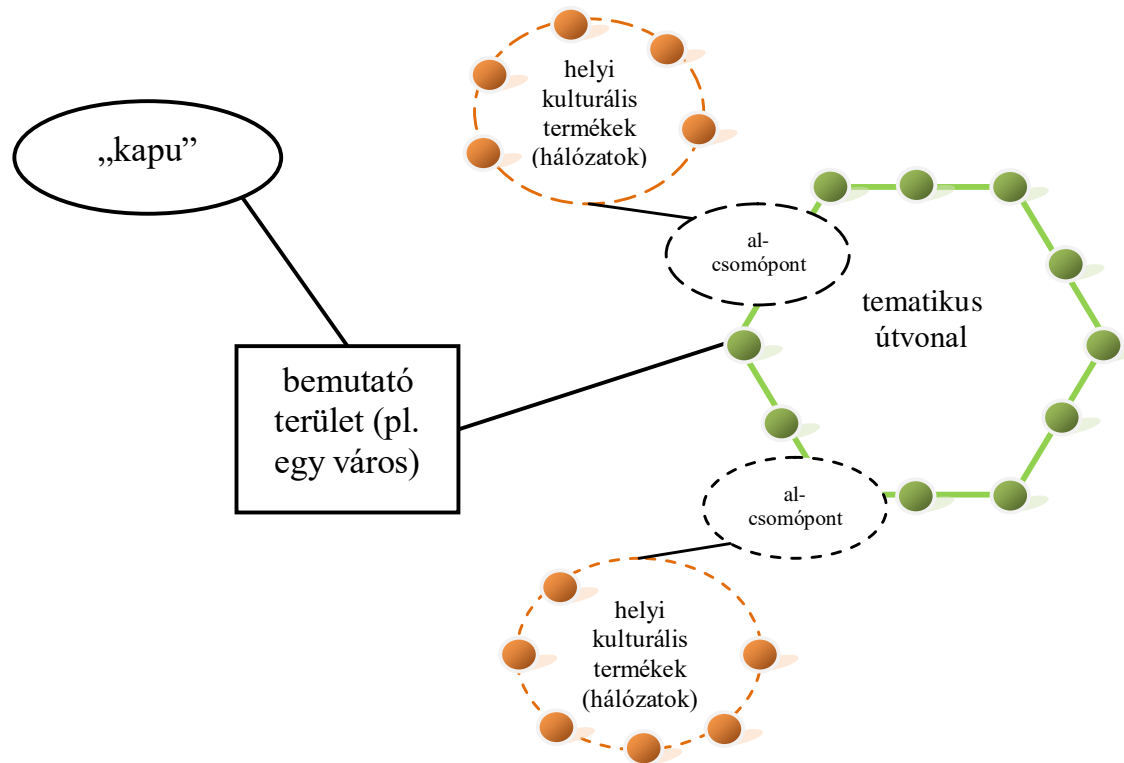 „kapu”
helyi
kulturális
termékek
(hálózatok)
al-
csomópont
tematikus
útvonal
bemutató
terület (pl.
egy város)
al-
csomópont
helyi
kulturális
termékek
(hálózatok)